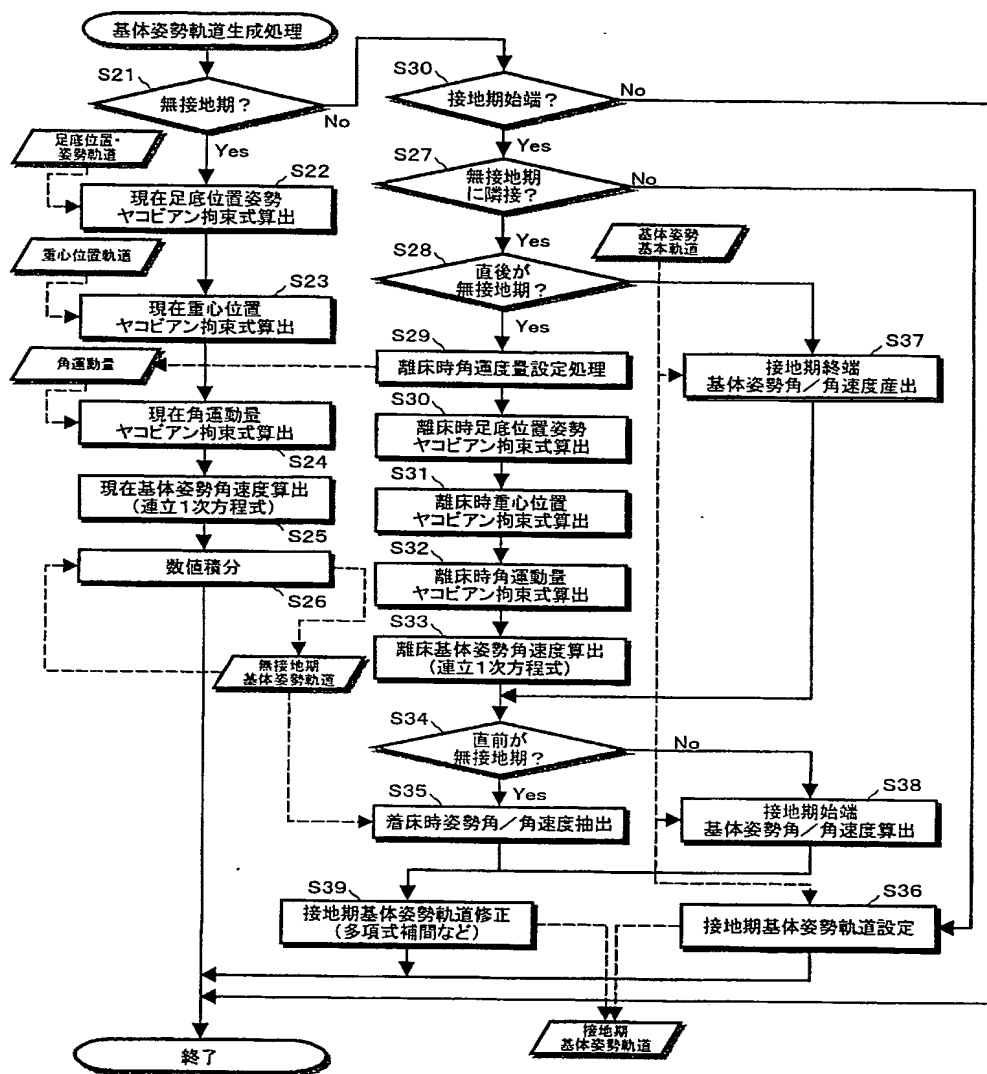 基体姿勢軌道生成処理
S21
無接地期?
No
Yes
足底位置・
姿勢軌道
S22
現在足底位置姿勢
ヤコビアン拘束式算出
重心位置軌道
S23
現在重心位置
ヤコビアン拘束式算出
角運動量
現在角運動量
ヤコビアン拘束式算出
S24
現在基体姿勢角速度算出
(連立1次方程式)
S25
数値積分
S26
無接地期
基体姿勢軌道
S30
接地期始端?
No
Yes
S27
無接地期
に隣接?
No
Yes
基体姿勢
基本軌道
S28
直後が
無接地期?
Yes
S29
離床時角運度量設定処理
S37
接地期終端
基体姿勢角/角速度産出
S30
離床時足底位置姿勢
ヤコビアン拘束式算出
S31
離床時重心位置
ヤコビアン拘束式算出
S32
離床時角運動量
ヤコビアン拘束式算出
S33
離床基体姿勢角速度算出
(連立1次方程式)
S34
直前が
無接地期?
No
Yes
S35
着床時姿勢角/角速度抽出
S38
接地期始端
基体姿勢角/角速度算出
S39
接地期基体姿勢軌道修正
(多項式補間など)
S36
接地期基体姿勢軌道設定
接地期
基体姿勢軌道
終了